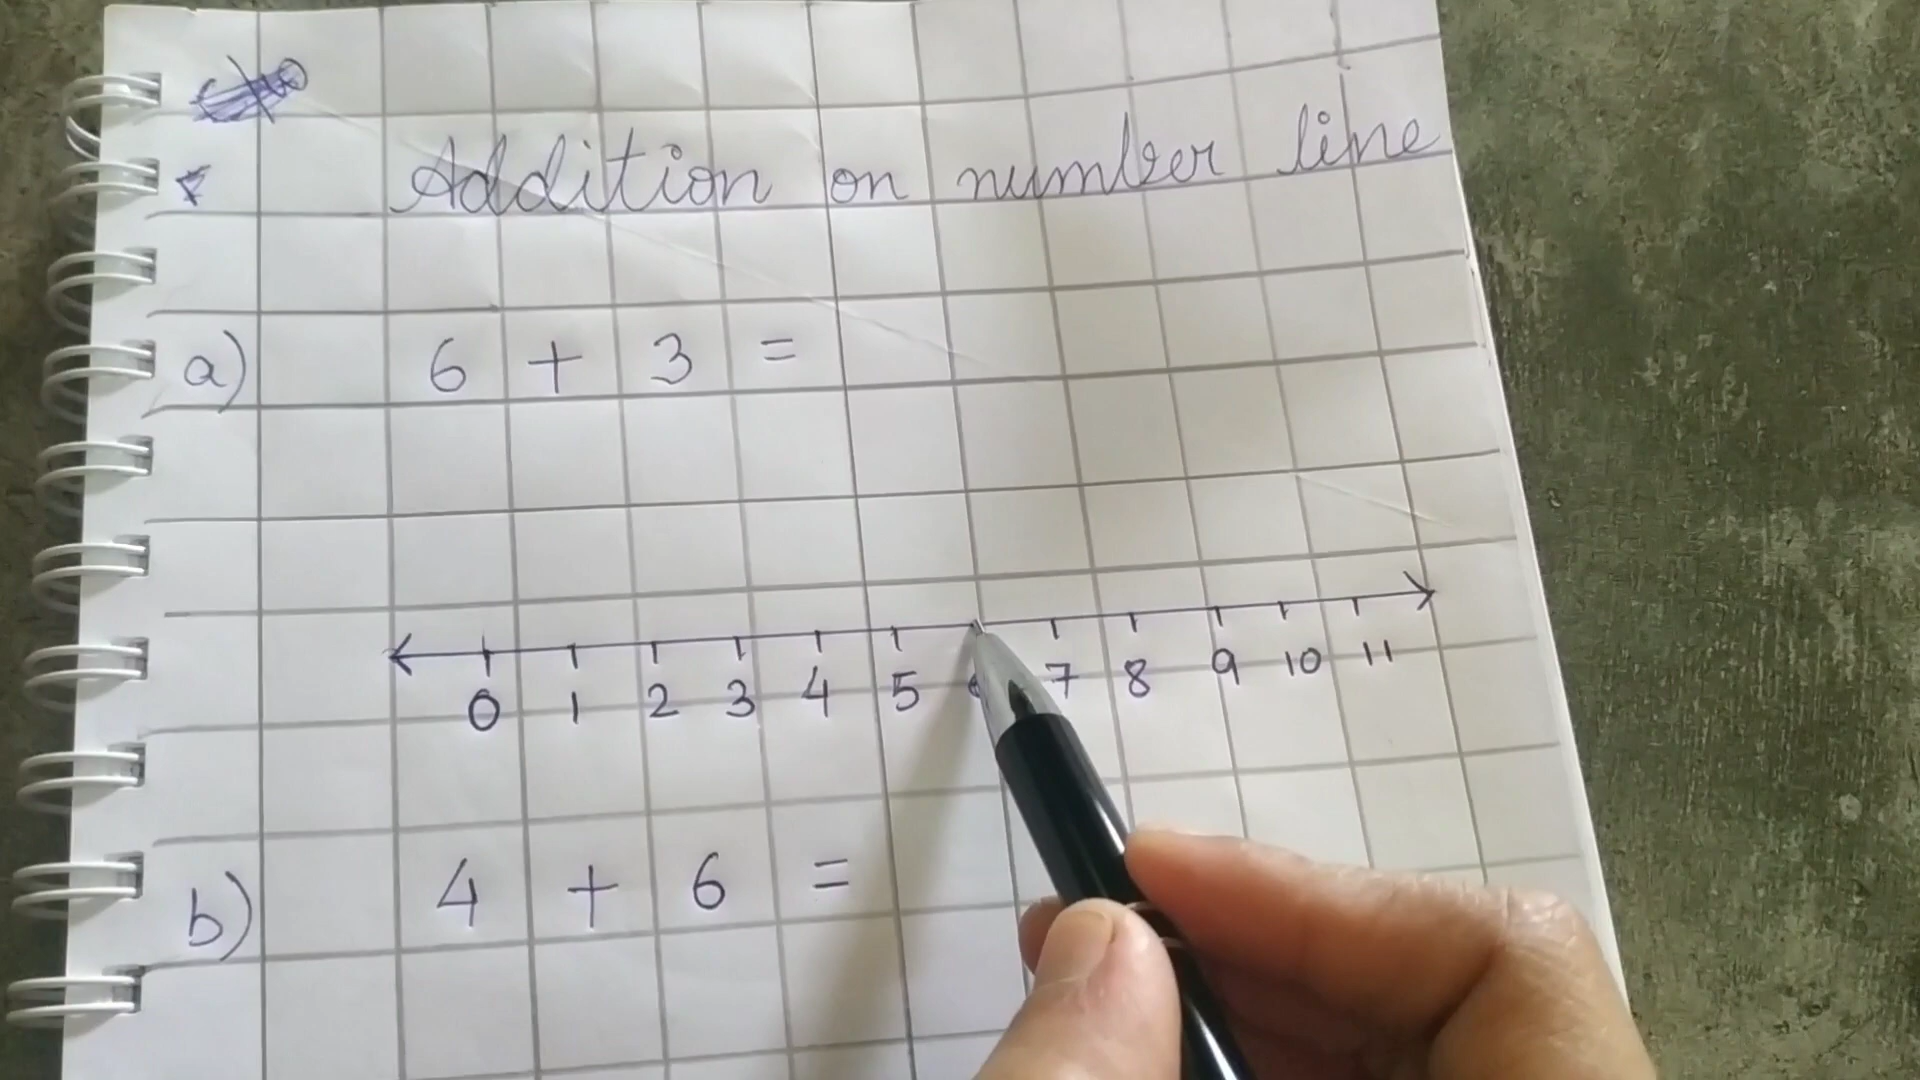 Addition on number line
a) 6 + 3 =
0 1 2 3 4 5 6 7 8 9 10 11
b) 4 + 6 =